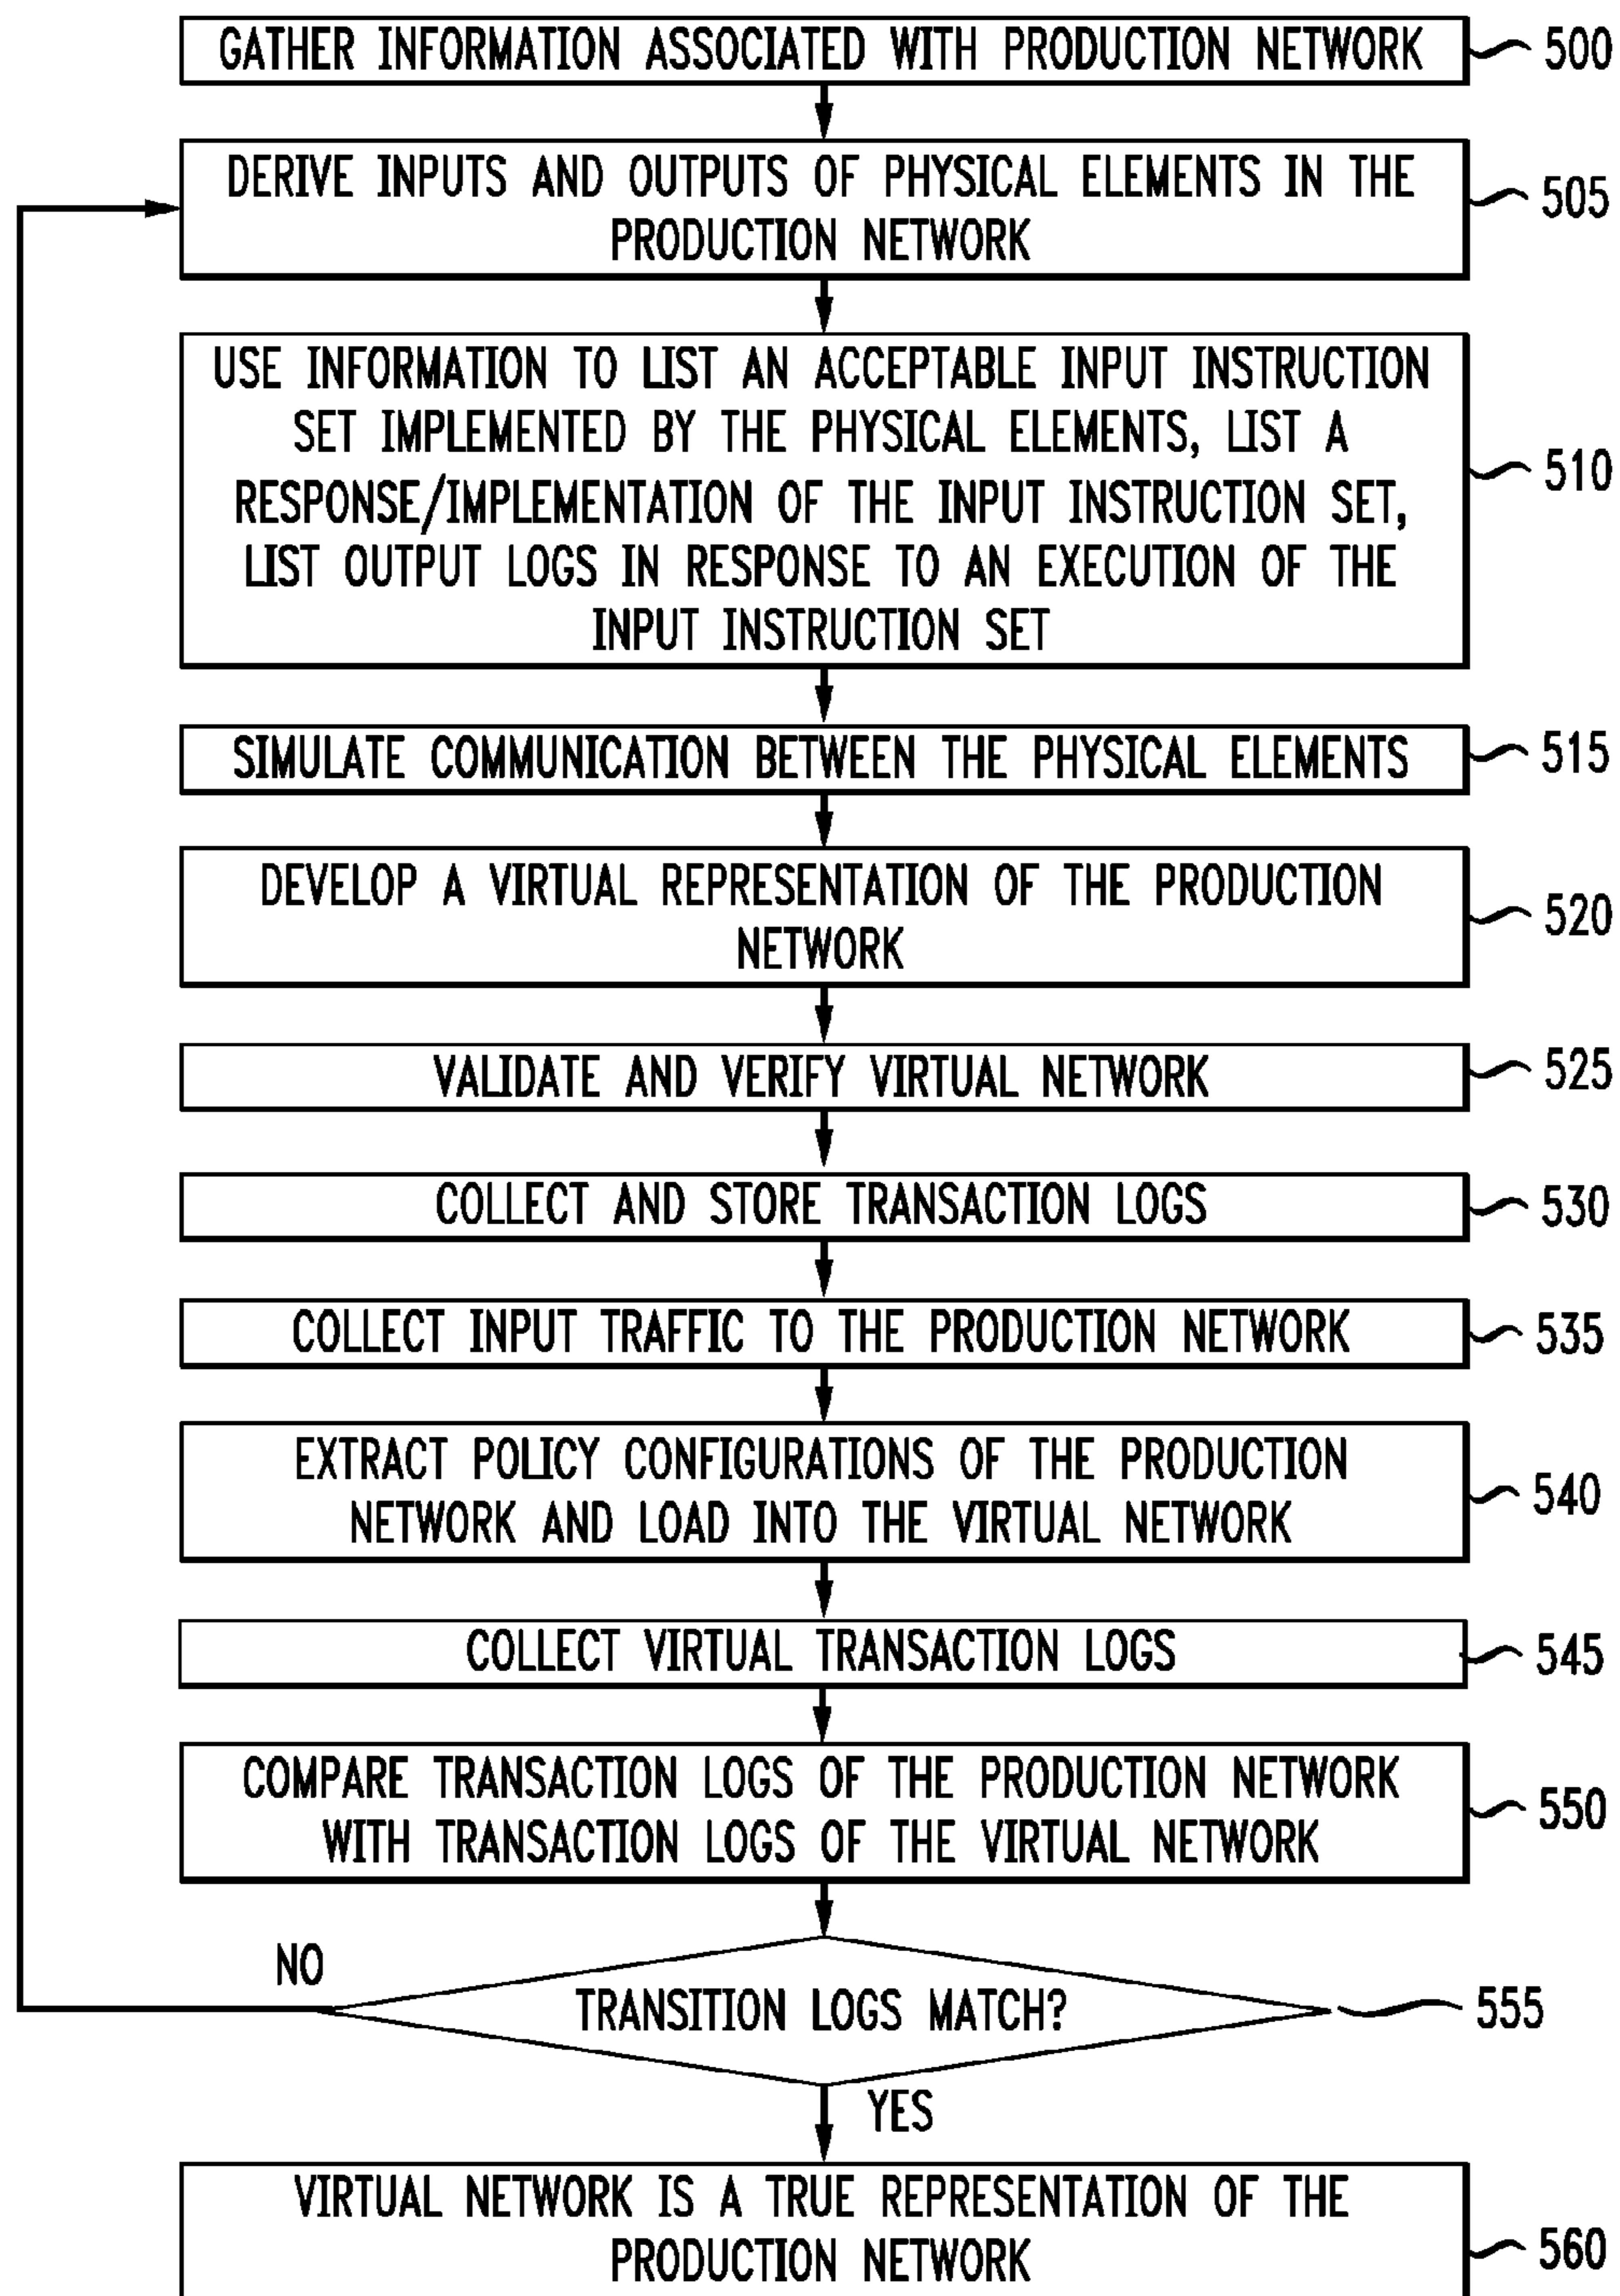 GATHER INFORMATION ASSOCIATED WITH PRODUCTION NETWORK
500
DERIVE INPUTS AND OUTPUTS OF PHYSICAL ELEMENTS IN THE
PRODUCTION NETWORK
505
USE INFORMATION TO LIST AN ACCEPTABLE INPUT INSTRUCTION
SET IMPLEMENTED BY THE PHYSICAL ELEMENTS, LIST A
RESPONSE/IMPLEMENTATION OF THE INPUT INSTRUCTION SET,
LIST OUTPUT LOGS IN RESPONSE TO AN EXECUTION OF THE
INPUT INSTRUCTION SET
510
SIMULATE COMMUNICATION BETWEEN THE PHYSICAL ELEMENTS
515
DEVELOP A VIRTUAL REPRESENTATION OF THE PRODUCTION
NETWORK
520
VALIDATE AND VERIFY VIRTUAL NETWORK
525
COLLECT AND STORE TRANSACTION LOGS
530
COLLECT INPUT TRAFFIC TO THE PRODUCTION NETWORK
535
EXTRACT POLICY CONFIGURATIONS OF THE PRODUCTION
NETWORK AND LOAD INTO THE VIRTUAL NETWORK
540
COLLECT VIRTUAL TRANSACTION LOGS
545
COMPARE TRANSACTION LOGS OF THE PRODUCTION NETWORK
WITH TRANSACTION LOGS OF THE VIRTUAL NETWORK
550
NO
TRANSITION LOGS MATCH?
555
YES
VIRTUAL NETWORK IS A TRUE REPRESENTATION OF THE
PRODUCTION NETWORK
560